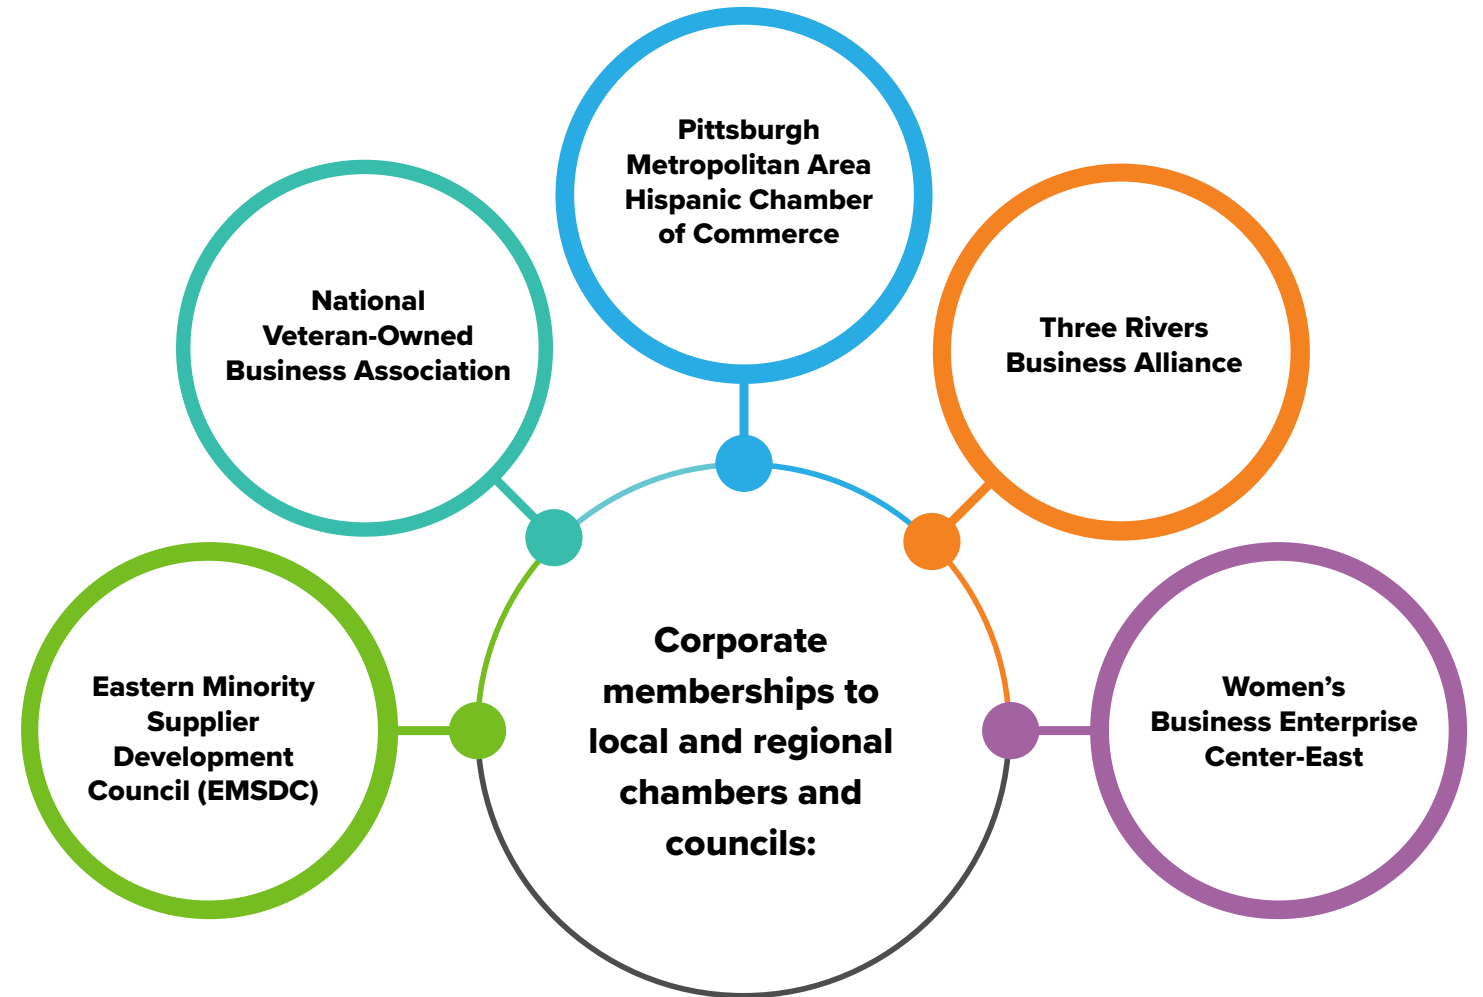 Pittsburgh
Metropolitan Area
Hispanic Chamber
of Commerce
National
Veteran-Owned
Business Association
Three Rivers
Business Alliance
Eastern Minority
Supplier
Development
Council (EMSDC)
Corporate
memberships to
local and regional
chambers and
councils:
Women’s
Business Enterprise
Center-East